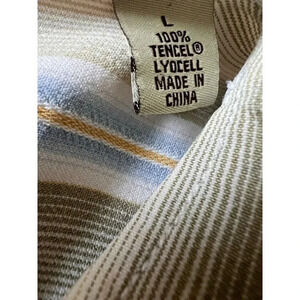 L
100%
TENCEL®
LYOCELL
MADE IN
CHINA